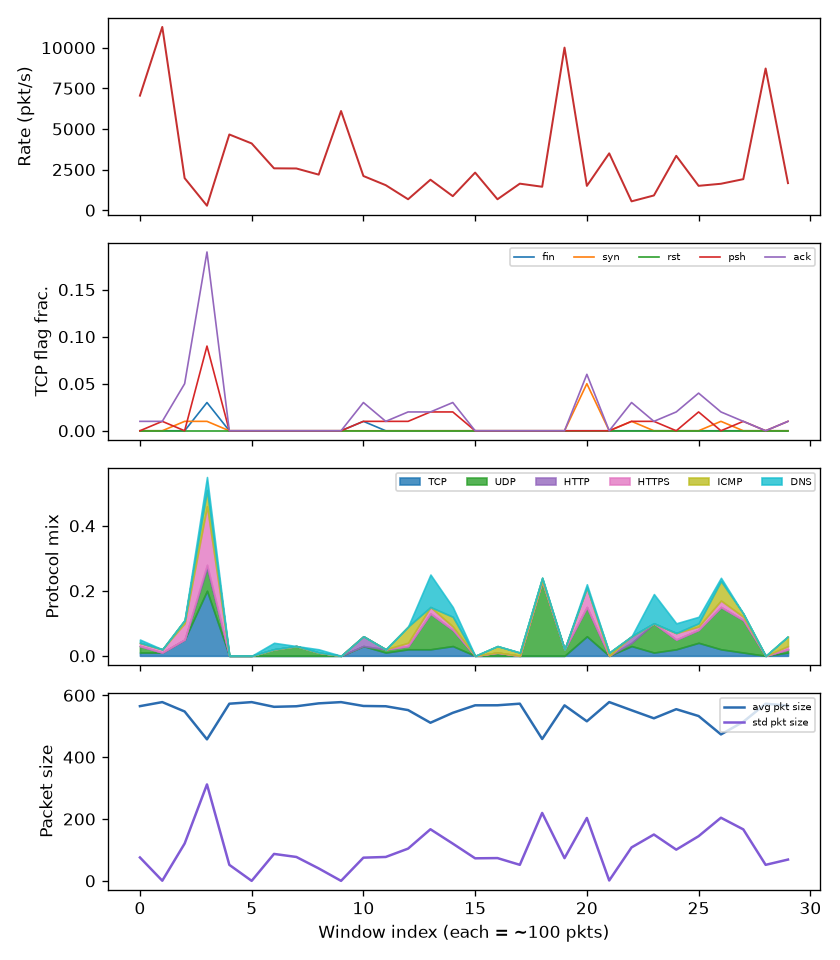 Rate (pkt/s)
10000
7500
5000
2500
0
TCP flag frac.
0.15
0.10
0.05
0.00
fin syn rst psh ack
Protocol mix
0.4
0.2
0.0
TCP UDP HTTP HTTPS ICMP DNS
Packet size
600
400
200
0
avg pkt size
std pkt size
0 5 10 15 20 25 30
Window index (each = ~100 pkts)